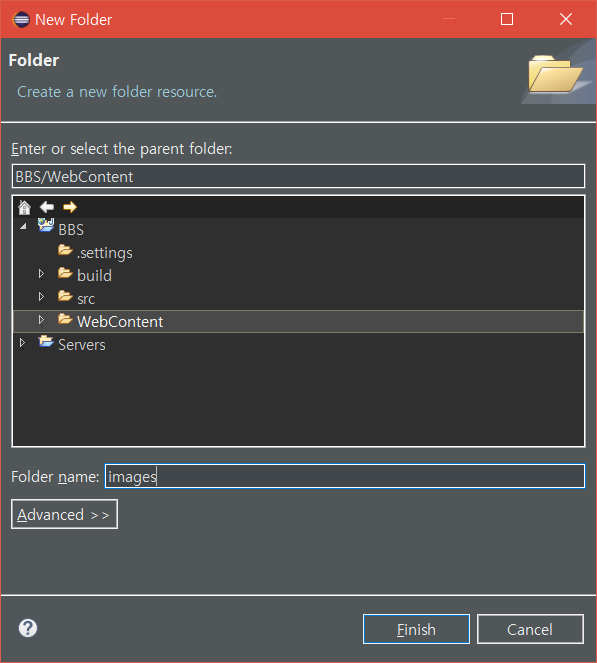 New Folder
Folder
Create a new folder resource.
Enter or select the parent folder:
BBS/WebContent
BBS
.settings
build
src
WebContent
Servers
Folder name: images
Advanced >>
?
Finish Cancel